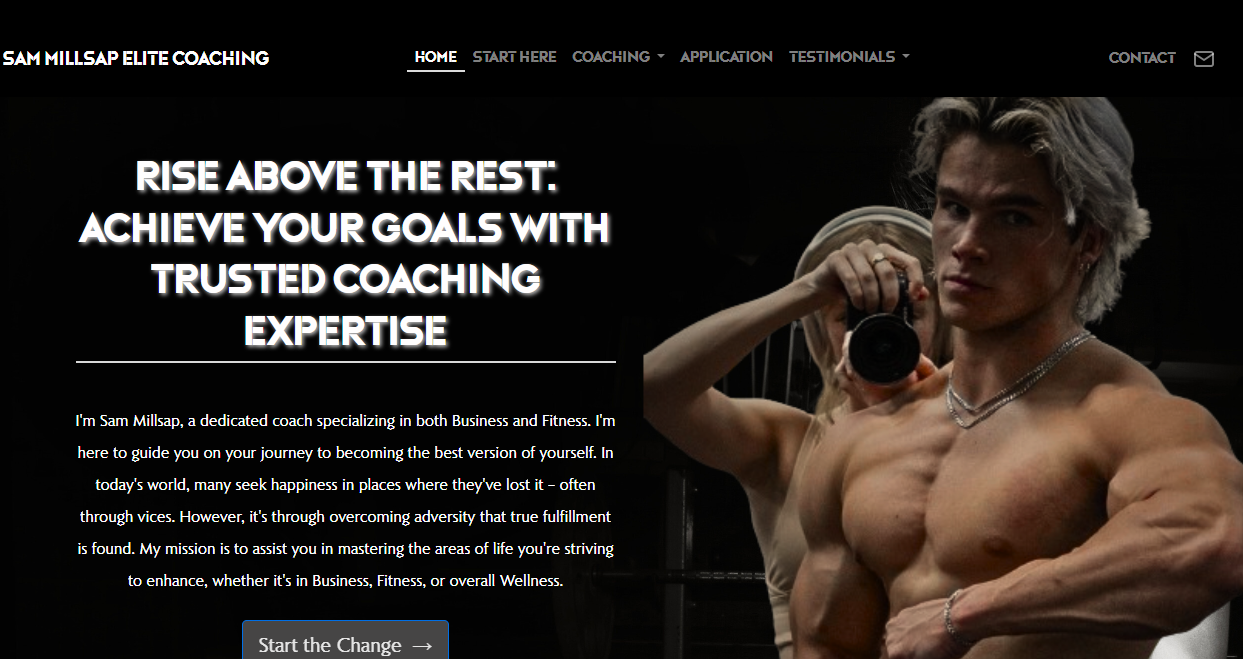 SAM MILLSAP ELITE COACHING
HOME START HERE COACHING APPLICATION TESTIMONIALS
CONTACT
RISE ABOVE THE REST:
ACHIEVE YOUR GOALS WITH
TRUSTED COACHING
EXPERTISE
I'm Sam Millsap, a dedicated coach specializing in both Business and Fitness. I'm
here to guide you on your journey to becoming the best version of yourself. In
today's world, many seek happiness in places where they've lost it – often
through vices. However, it's through overcoming adversity that true fulfillment
is found. My mission is to assist you in mastering the areas of life you're striving
to enhance, whether it's in Business, Fitness, or overall Wellness.
Start the Change →